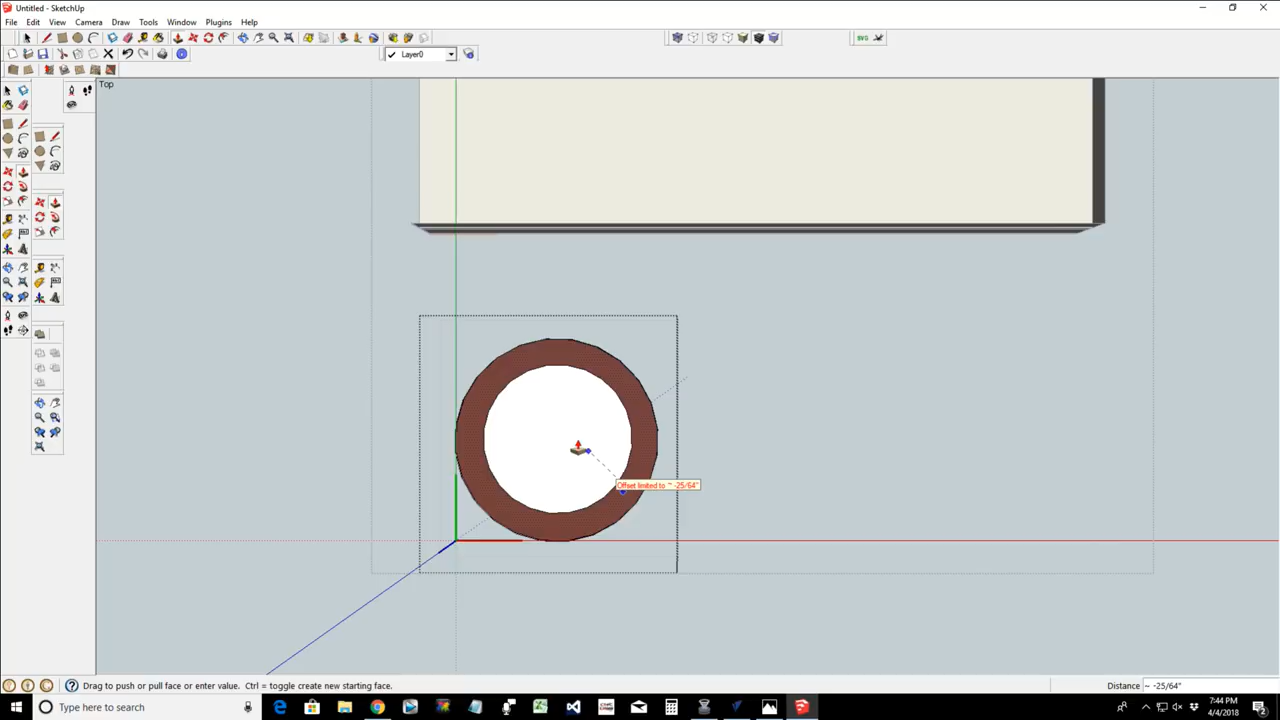 Untitled - SketchUp
File Edit View Camera Draw Tools Window Plugins Help
Layer0
SVG
Top
Offset limited to ~ -25/64"
Drag to push or pull face or enter value. Ctrl = toggle create new starting face.
Distance ~ -25/64"
Type here to search
7:44 PM
4/4/2018